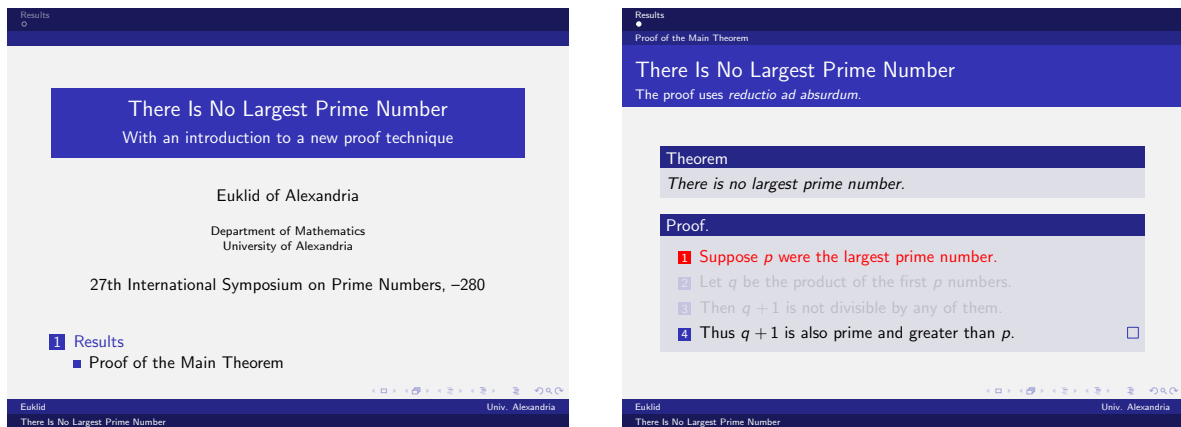 Results
There Is No Largest Prime Number
With an introduction to a new proof technique
Euklid of Alexandria
Department of Mathematics
University of Alexandria
27th International Symposium on Prime Numbers, –280
1 Results
Proof of the Main Theorem
Euklid Univ. Alexandria
There Is No Largest Prime Number
Results
Proof of the Main Theorem
There Is No Largest Prime Number
The proof uses reductio ad absurdum.
Theorem
There is no largest prime number.
Proof.
1 Suppose p were the largest prime number.
2 Let q be the product of the first p numbers.
3 Then q + 1 is not divisible by any of them.
4 Thus q + 1 is also prime and greater than p.
Euklid Univ. Alexandria
There Is No Largest Prime Number